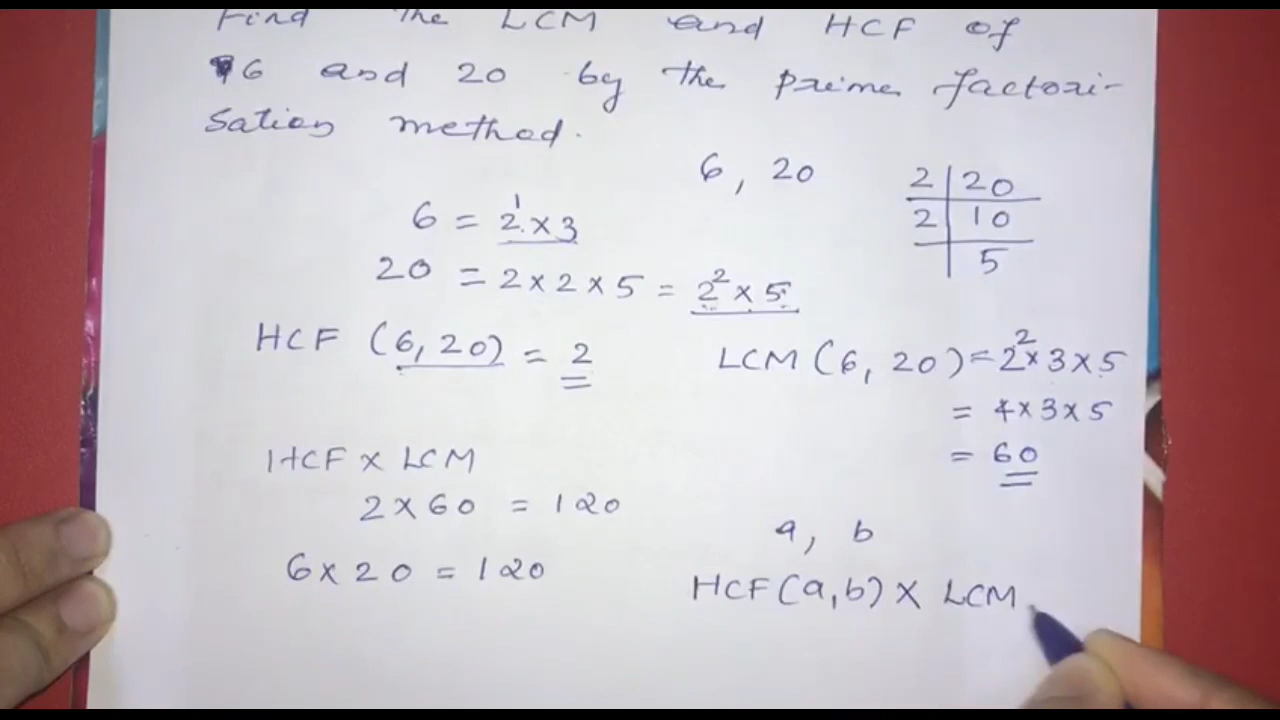 Find the LCM and HCF of
6 and 20 by the prime factori-
sation method.
6, 20
2 | 20
2 | 10
5
6 = 2¹ × 3
20 = 2 × 2 × 5 = 2² × 5
HCF (6, 20) = 2
LCM (6, 20) = 2² × 3 × 5
= 4 × 3 × 5
= 60
HCF × LCM
2 × 60 = 120
6 × 20 = 120
a, b
HCF (a, b) × LCM